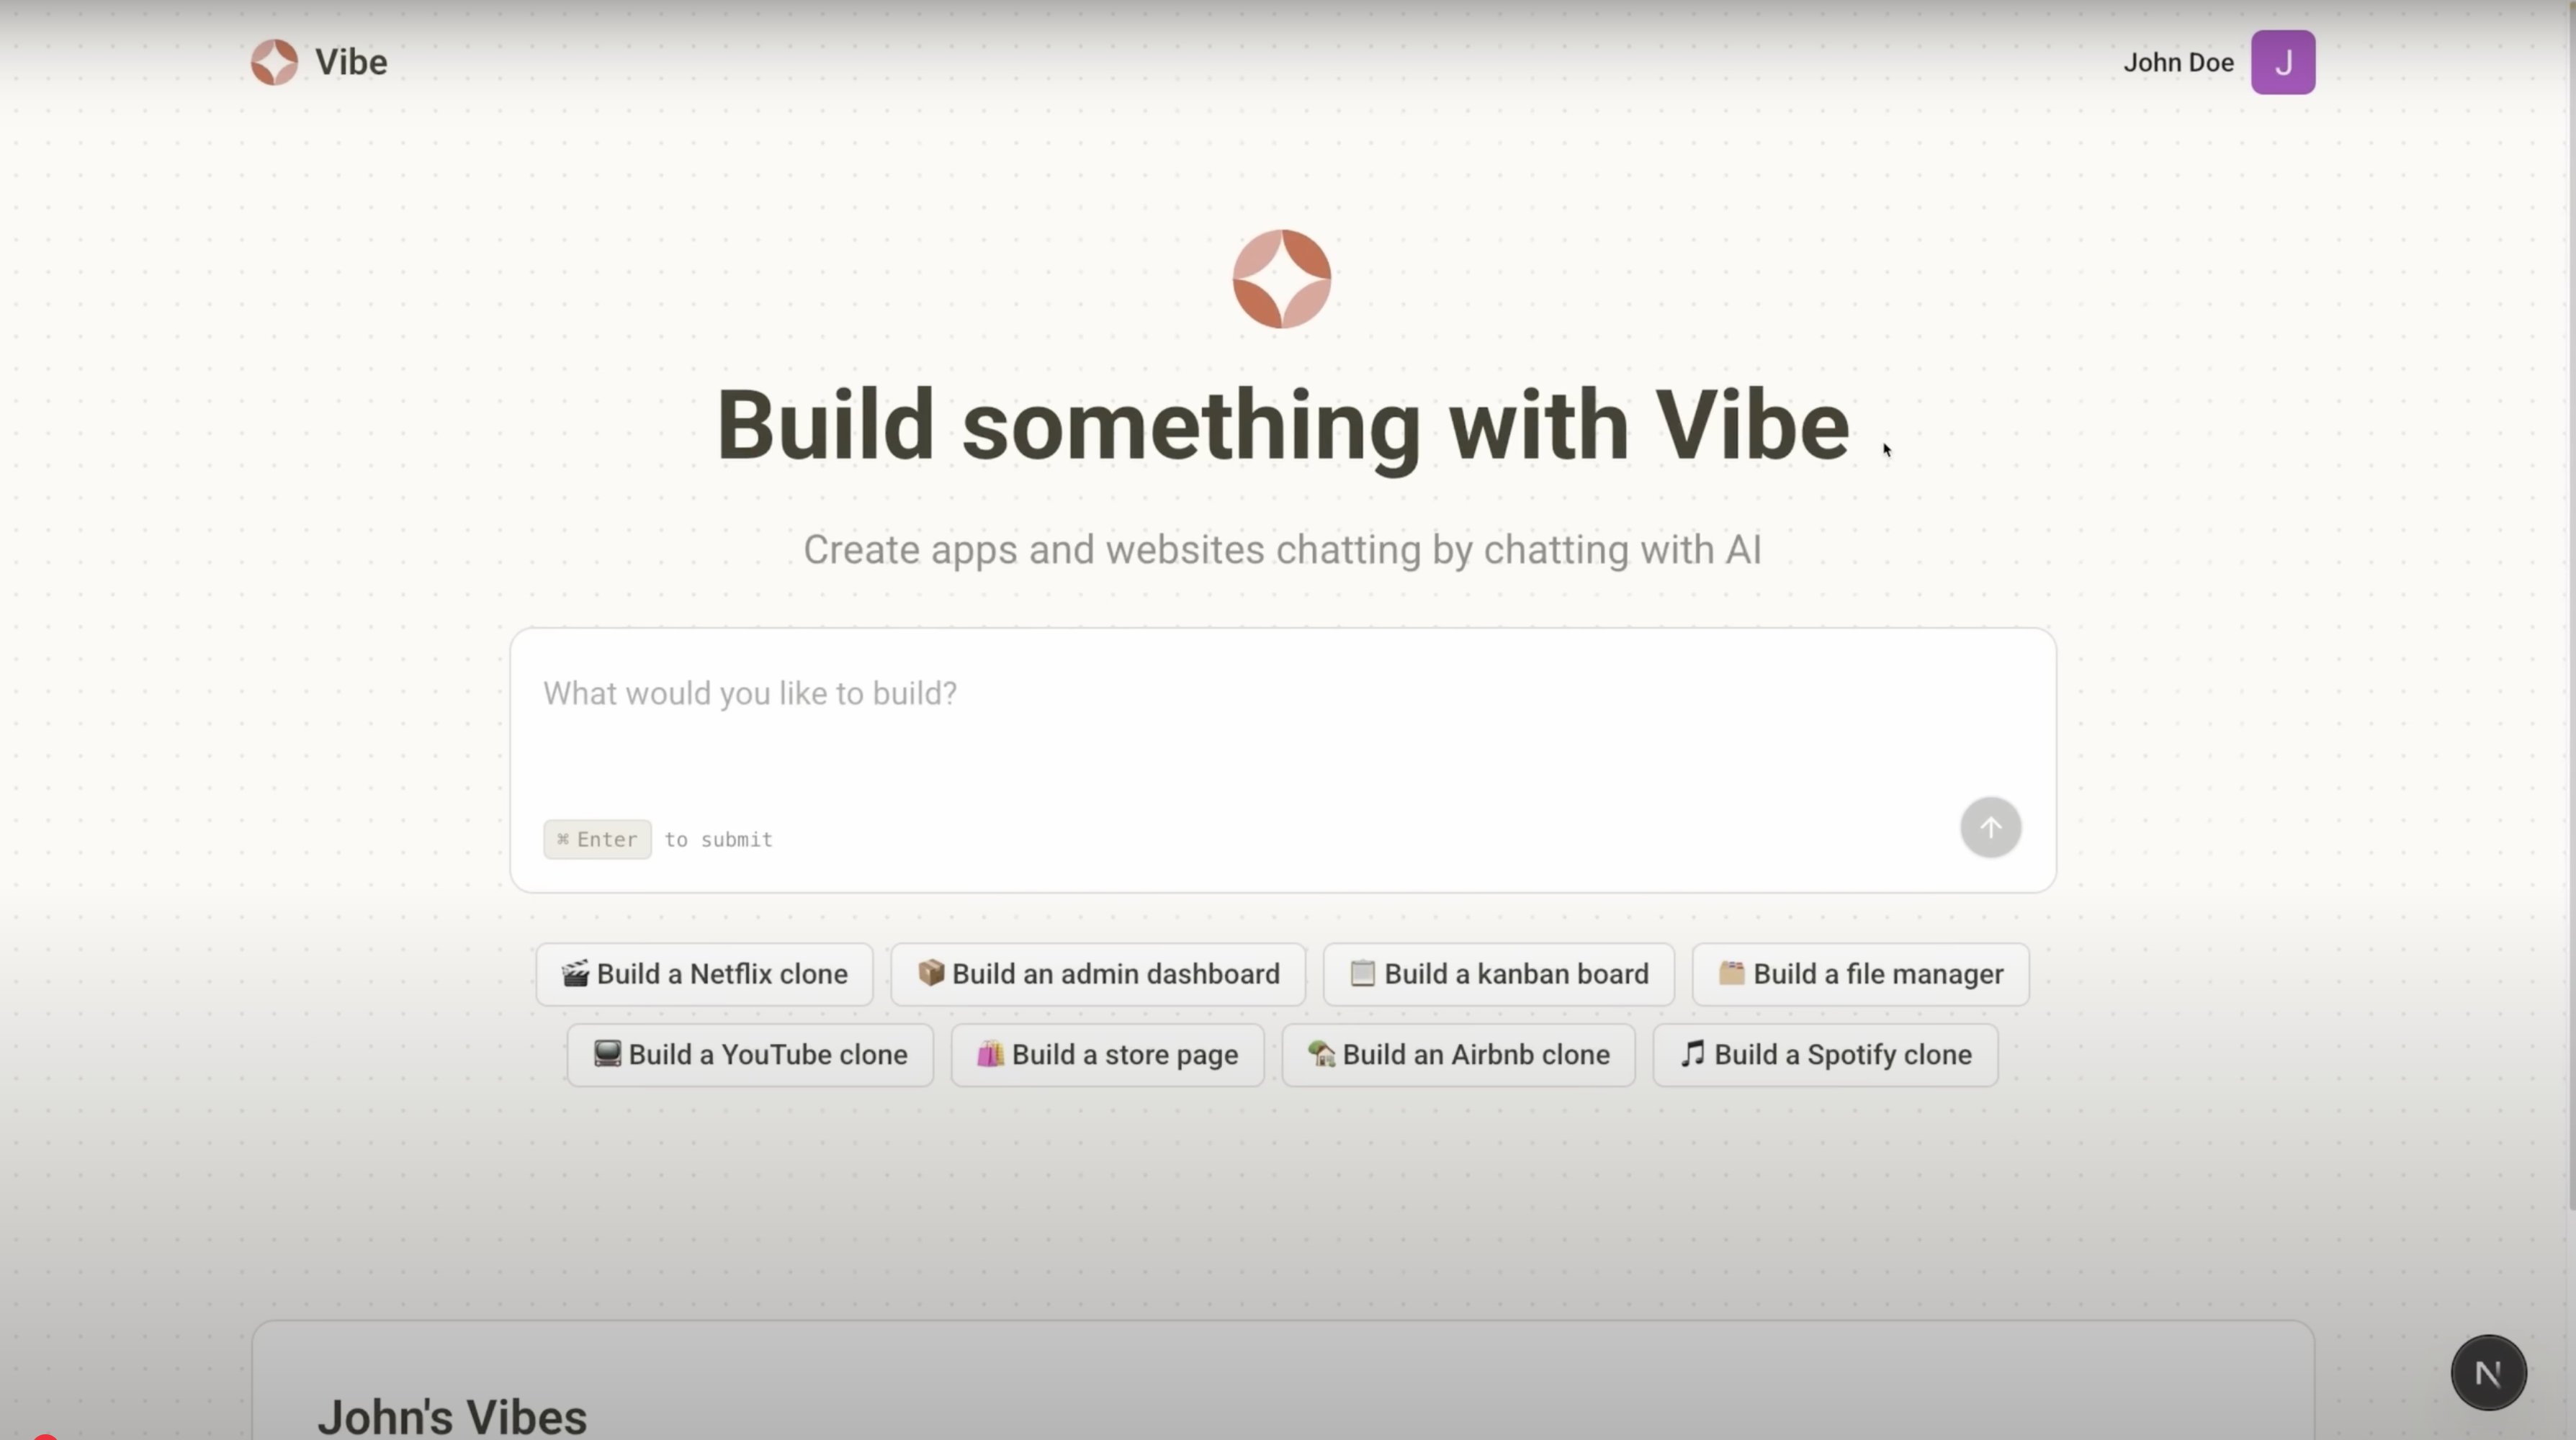 Vibe
John Doe
J
Build something with Vibe
Create apps and websites chatting by chatting with AI
What would you like to build?
⌘ Enter to submit
Build a Netflix clone
Build an admin dashboard
Build a kanban board
Build a file manager
Build a YouTube clone
Build a store page
Build an Airbnb clone
Build a Spotify clone
John's Vibes
N